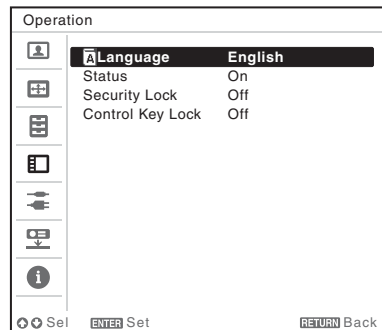 Operation
Language English
Status On
Security Lock Off
Control Key Lock Off
Sel ENTER Set RETURN Back